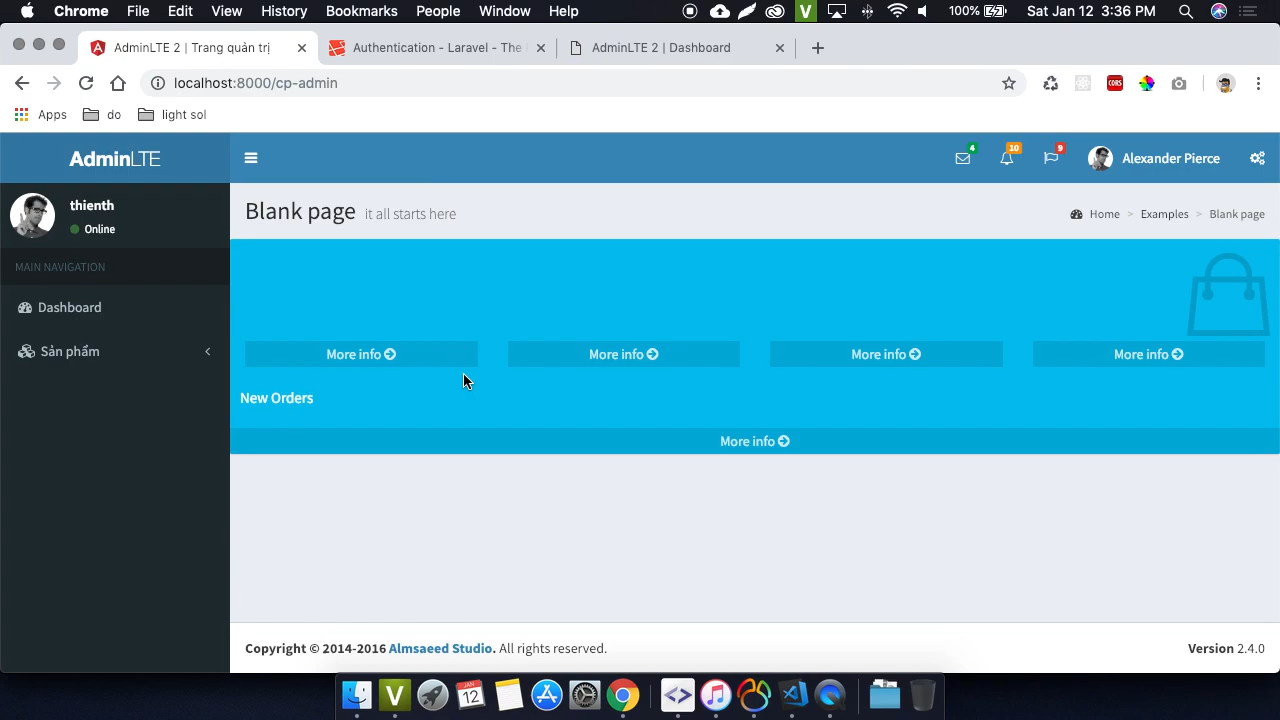 Chrome File Edit View History Bookmarks People Window Help 100% Sat Jan 12 3:36 PM
AdminLTE 2 | Trang quản trị
Authentication - Laravel - The
AdminLTE 2 | Dashboard
localhost:8000/cp-admin
CORS
Apps do light sol
AdminLTE
4 10 9
Alexander Pierce
thienth
Online
Blank page it all starts here
Home > Examples > Blank page
MAIN NAVIGATION
Dashboard
Sản phẩm
More info More info More info More info
New Orders
More info
Copyright © 2014-2016 Almsaeed Studio. All rights reserved.
Version 2.4.0
JAN
12